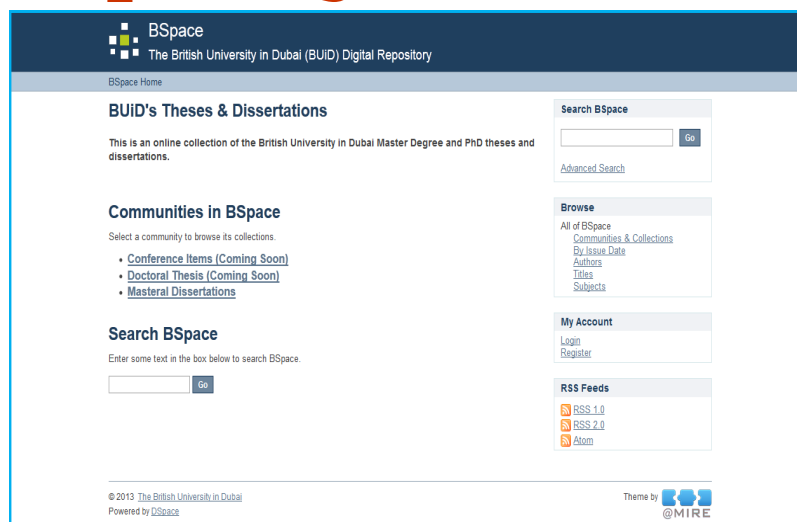 BSpace
The British University in Dubai (BUiD) Digital Repository
BSpace Home
BUiD's Theses & Dissertations
This is an online collection of the British University in Dubai Master Degree and PhD theses and
dissertations.
Communities in BSpace
Select a community to browse its collections.
Conference Items (Coming Soon)
Doctoral Thesis (Coming Soon)
Masteral Dissertations
Search BSpace
Enter some text in the box below to search BSpace.
Go
Search BSpace
Go
Advanced Search
Browse
All of BSpace
Communities & Collections
By Issue Date
Authors
Titles
Subjects
My Account
Login
Register
RSS Feeds
RSS 1.0
RSS 2.0
Atom
© 2013 The British University in Dubai
Powered by DSpace
Theme by
@MIRE